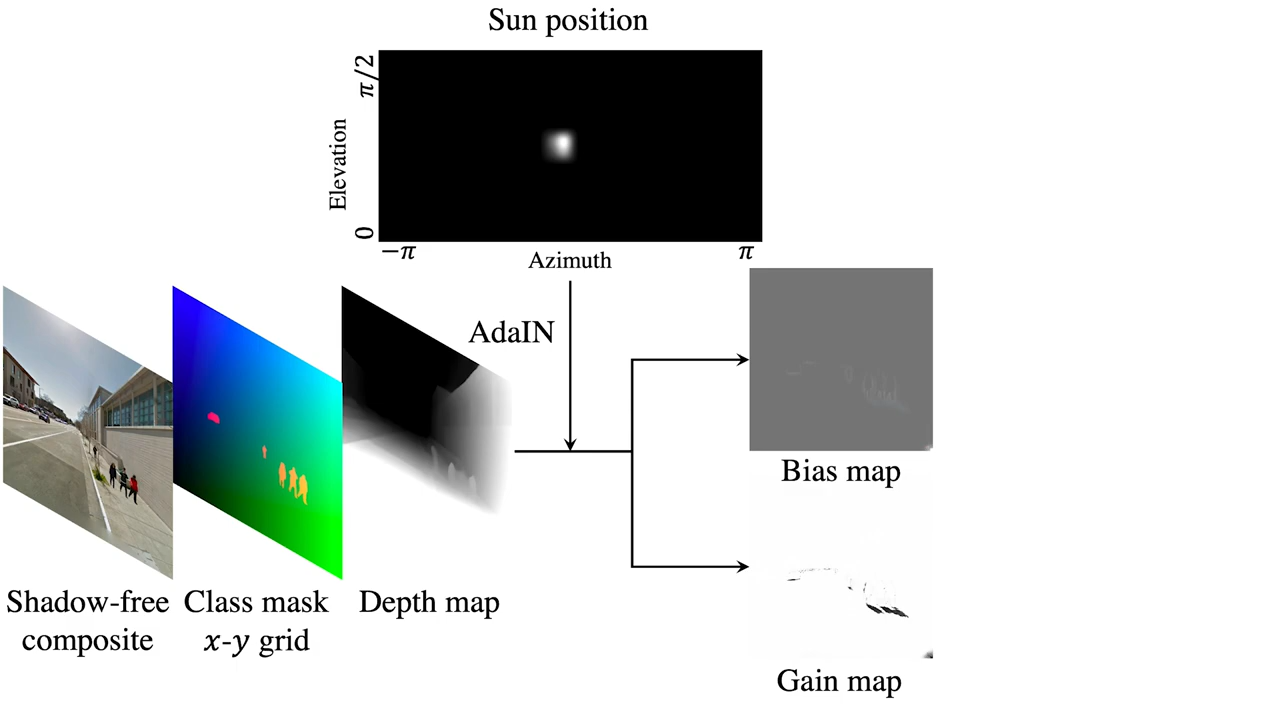 Sun position
π/2
Elevation
0
−π
π
Azimuth
AdaIN
Bias map
Shadow-free
composite
Class mask
x-y grid
Depth map
Gain map